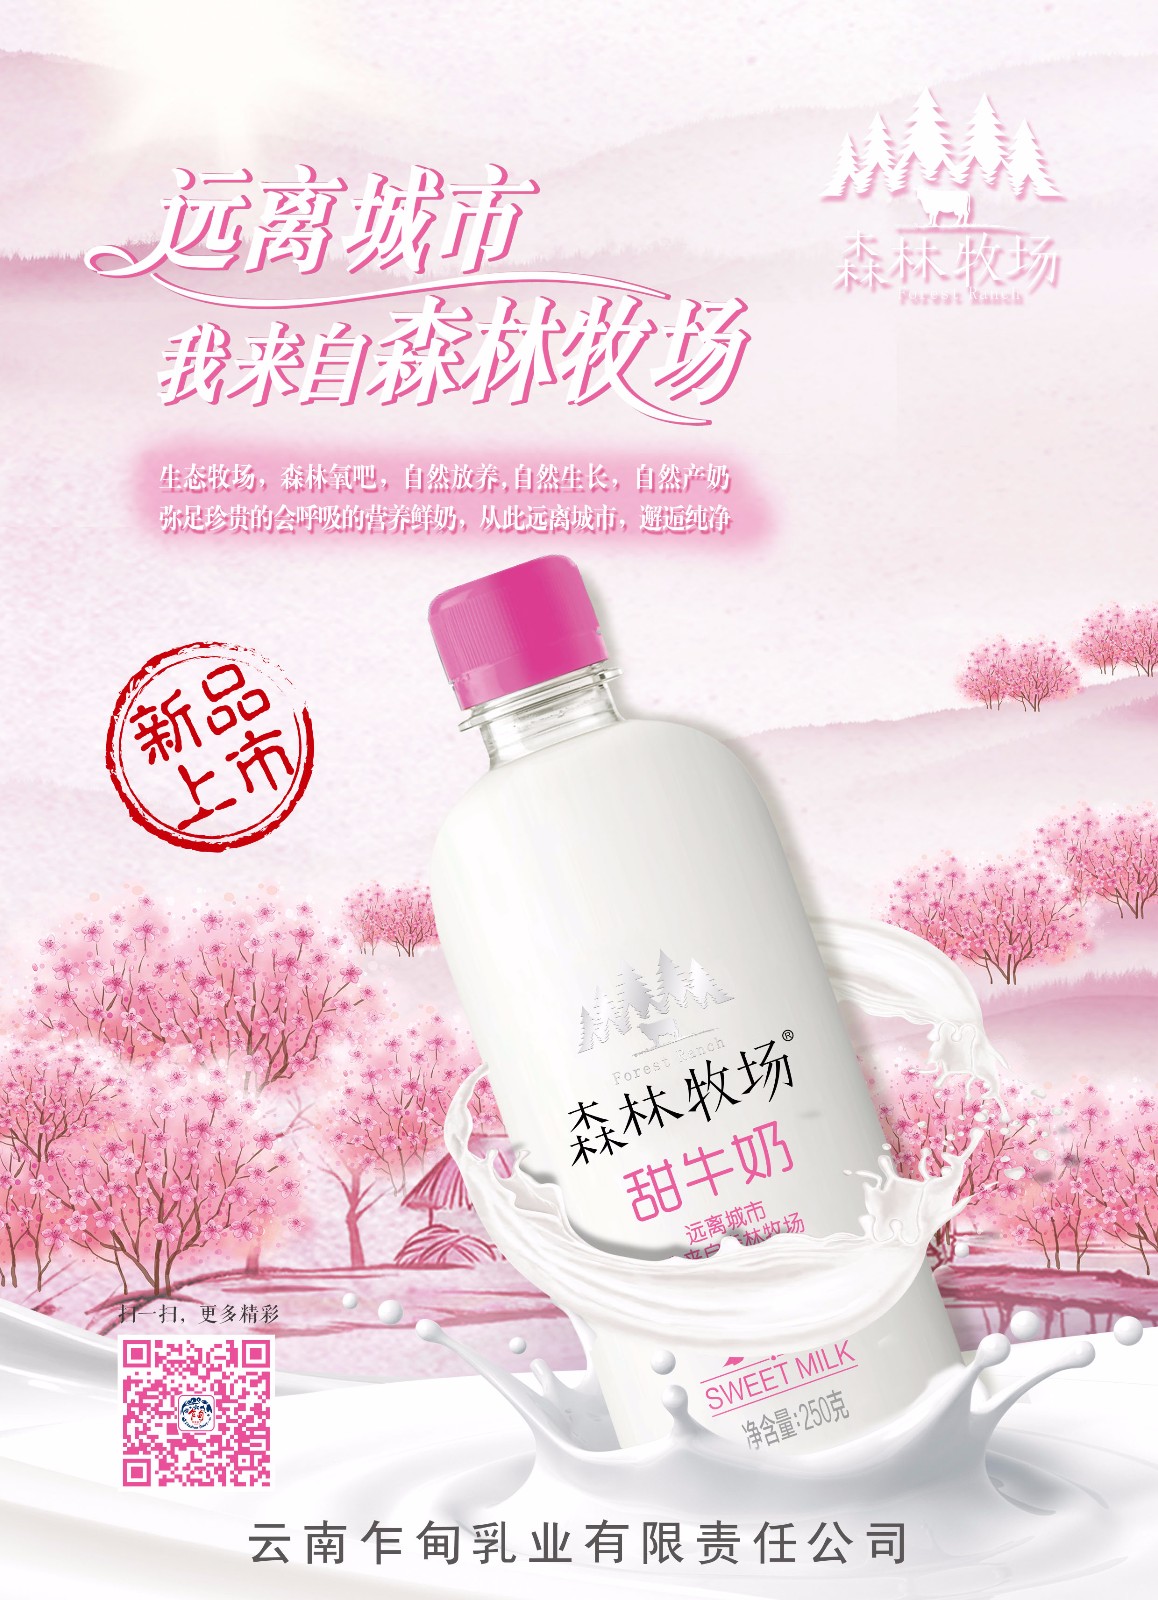 远离城市
我来自森林牧场
森林牧场
Forest Ranch
生态牧场，森林氧吧，自然放养,自然生长，自然产奶
弥足珍贵的会呼吸的营养鲜奶，从此远离城市，邂逅纯净
新品
上市
Forest Ranch
森林牧场®
甜牛奶
远离城市
来自森林牧场
SWEET MILK
净含量:250克
扫一扫，更多精彩
云南乍甸乳业有限责任公司